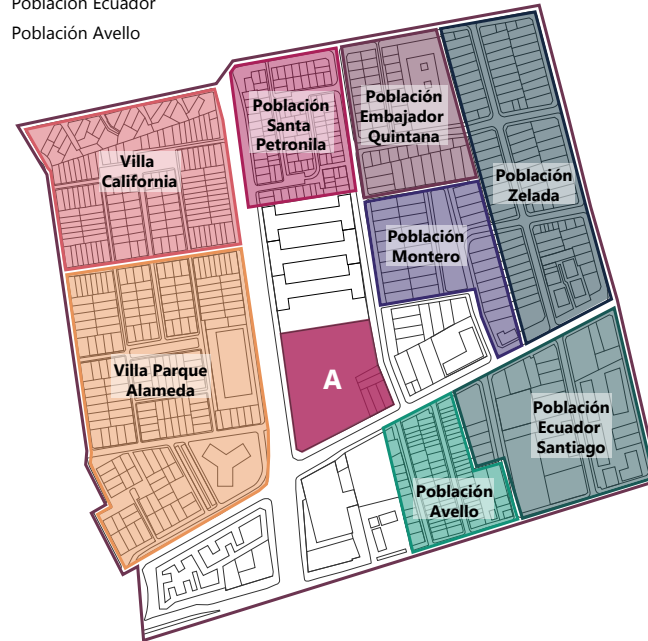 Población Ecuador
Población Avello
Población
Santa
Petronila
Población
Embajador
Quintana
Villa
California
Población
Zelada
Población
Montero
Villa Parque
Alameda
A
Población
Ecuador
Santiago
Población
Avello